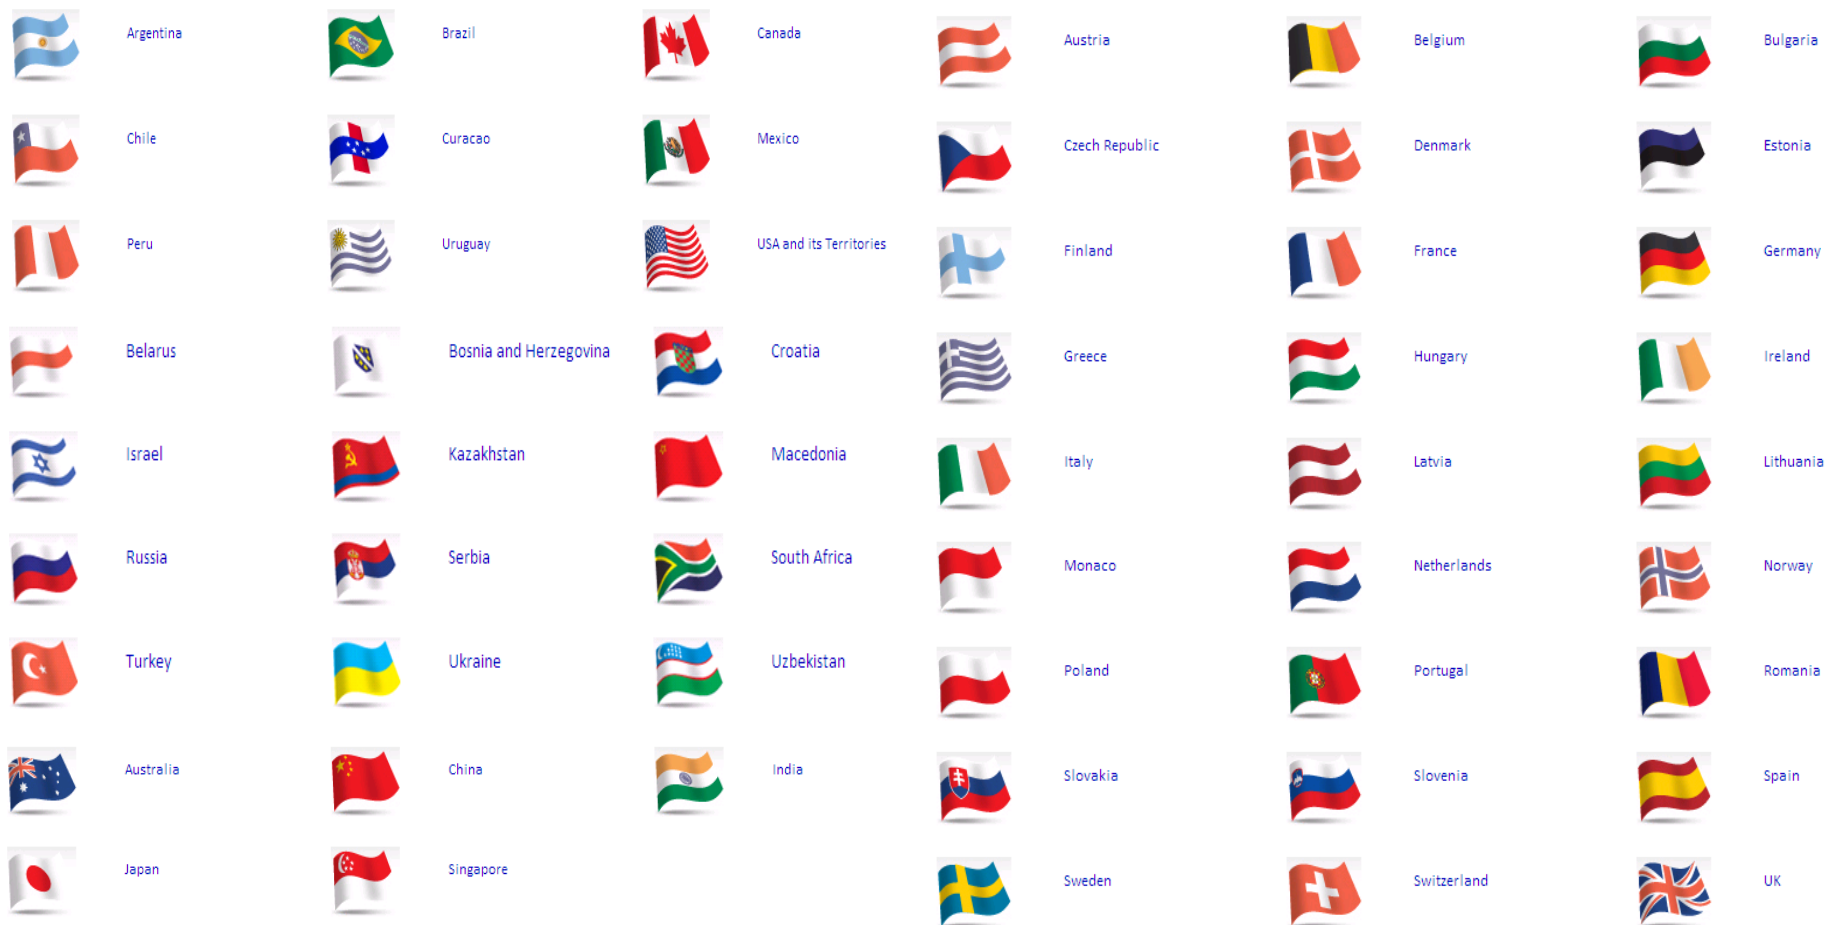 Argentina
Brazil
Canada
Austria
Belgium
Bulgaria
Chile
Curacao
Mexico
Czech Republic
Denmark
Estonia
Peru
Uruguay
USA and its Territories
Finland
France
Germany
Belarus
Bosnia and Herzegovina
Croatia
Greece
Hungary
Ireland
Israel
Kazakhstan
Macedonia
Italy
Latvia
Lithuania
Russia
Serbia
South Africa
Monaco
Netherlands
Norway
Turkey
Ukraine
Uzbekistan
Poland
Portugal
Romania
Australia
China
India
Slovakia
Slovenia
Spain
Japan
Singapore
Sweden
Switzerland
UK